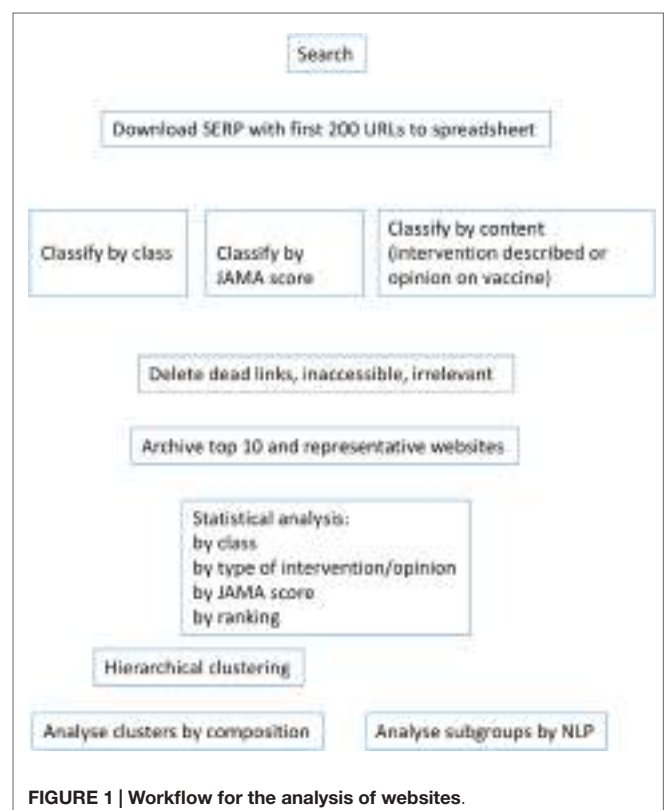 Search
Download SERP with first 200 URLs to spreadsheet
Classify by class
Classify by
JAMA score
Classify by content
(intervention described or
opinion on vaccine)
Delete dead links, inaccessible, irrelevant
Archive top 10 and representative websites
Statistical analysis:
by class
by type of intervention/opinion
by JAMA score
by ranking
Hierarchical clustering
Analyse clusters by composition
Analyse subgroups by NLP
FIGURE 1 | Workflow for the analysis of websites.